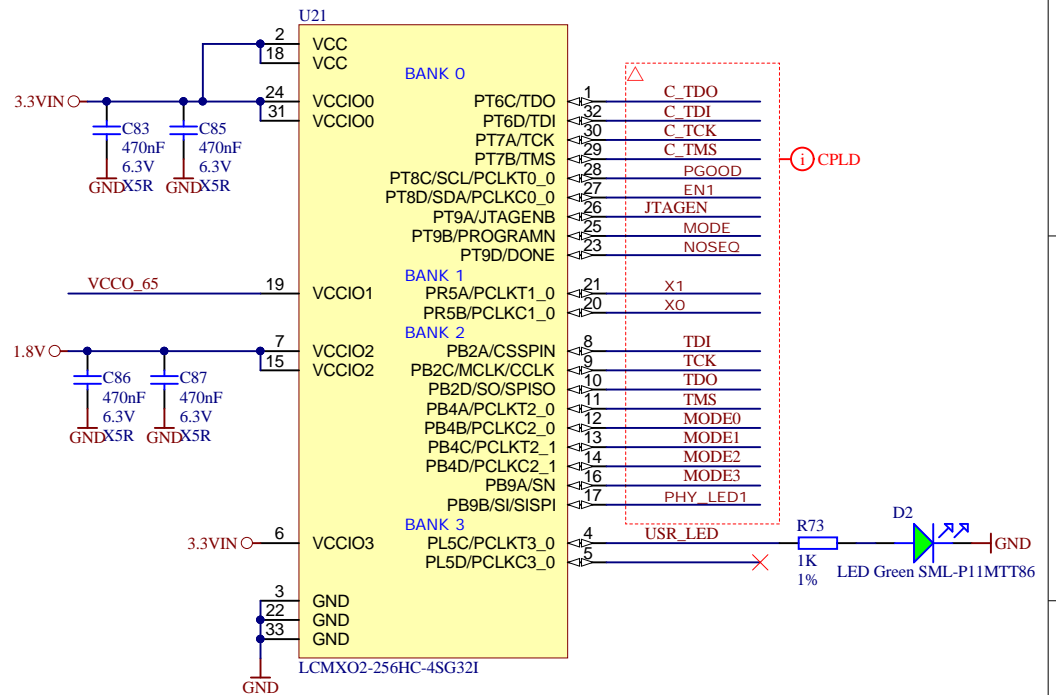 U21
2 VCC
18 VCC
BANK 0
3.3VIN 24 VCCIO0 PT6C/TDO 1 C_TDO
31 VCCIO0 PT6D/TDI 32 C_TDI
C83 C85 PT7A/TCK 30 C_TCK
470nF 470nF PT7B/TMS 29 C_TMS
i CPLD
6.3V 6.3V PT8C/SCL/PCLKT0_0 28 PGOOD
GND X5R GND X5R PT8D/SDA/PCLKC0_0 27 EN1
PT9A/JTAGENB 26 JTAGEN
PT9B/PROGRAMN 25 MODE
PT9D/DONE 23 NOSEQ
BANK 1
VCCO_65 19 VCCIO1 PR5A/PCLKT1_0 21 X1
PR5B/PCLKC1_0 20 X0
BANK 2
1.8V 7 VCCIO2 PB2A/CSSPIN 8 TDI
15 VCCIO2 PB2C/MCLK/CCLK 9 TCK
C86 C87 PB2D/SO/SPISO 10 TDO
470nF 470nF PB4A/PCLKT2_0 11 TMS
6.3V 6.3V PB4B/PCLKC2_0 12 MODE0
GND X5R GND X5R PB4C/PCLKT2_1 13 MODE1
PB4D/PCLKC2_1 14 MODE2
PB9A/SN 16 MODE3
PB9B/SI/SISPI 17 PHY_LED1
BANK 3
R73 D2
3.3VIN 6 VCCIO3 PL5C/PCLKT3_0 4 USR_LED GND
PL5D/PCLKC3_0 5
1K
1%
LED Green SML-P11MTT86
3 GND
22 GND
33 GND
LCMXO2-256HC-4SG32I
GND